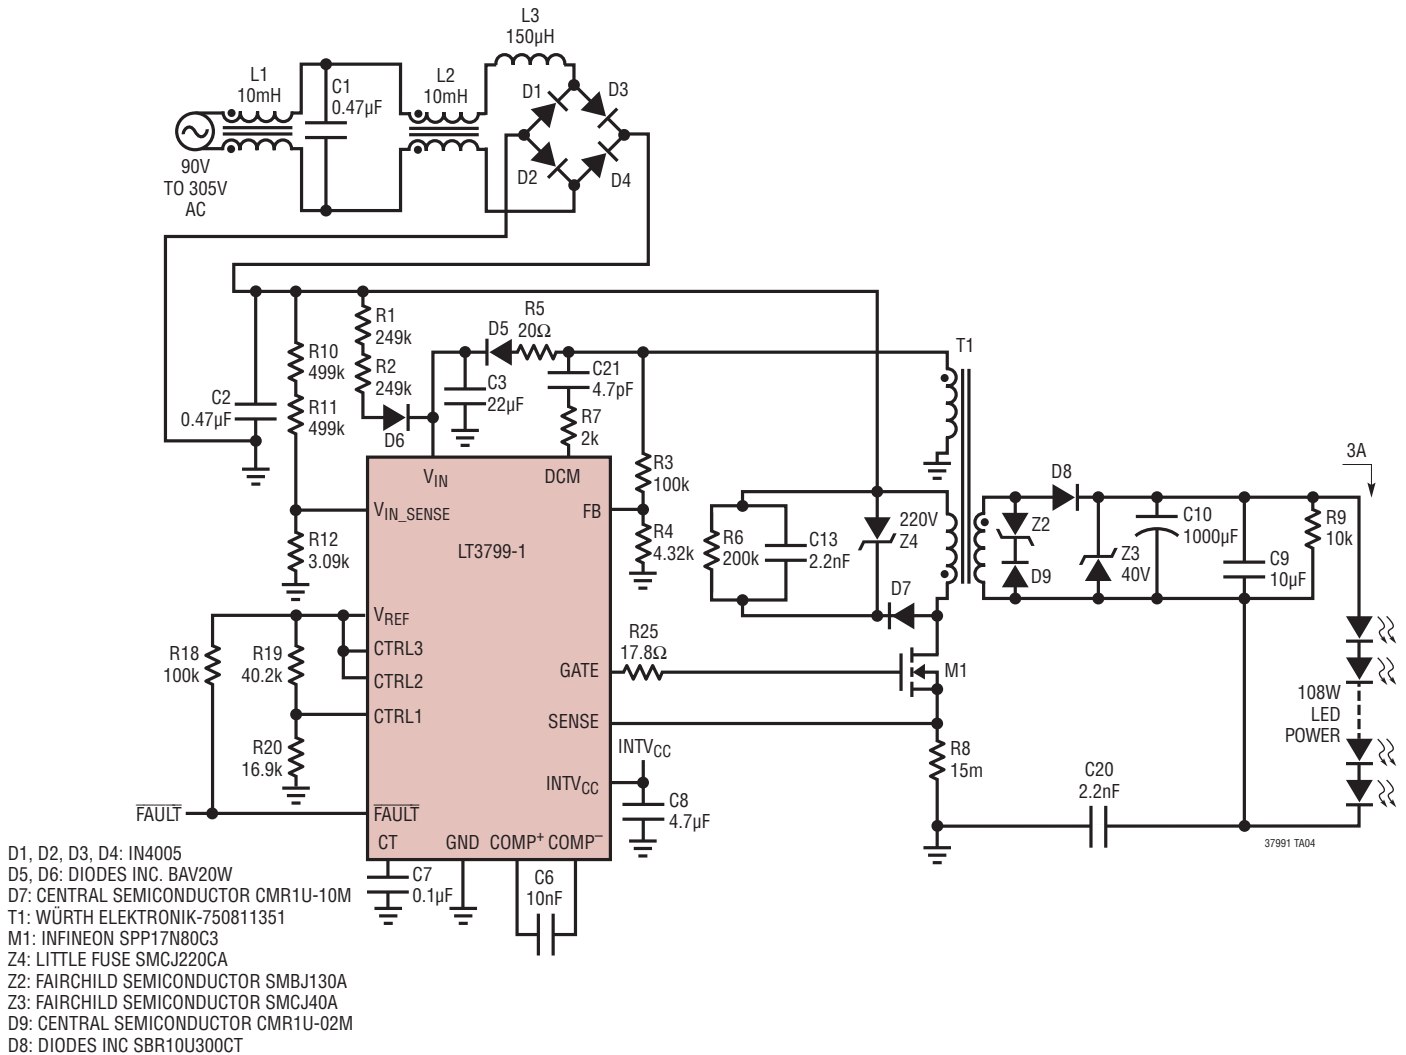 L3
150µH
L1
10mH
C1
0.47µF
L2
10mH
D1
D3
D2
D4
90V
TO 305V
AC
R1
249k
R2
249k
R10
499k
R11
499k
C2
0.47µF
D6
D5
R5
20Ω
C3
22µF
C21
4.7pF
R7
2k
T1
R3
100k
R4
4.32k
R12
3.09k
VIN
DCM
VIN_SENSE
FB
LT3799-1
VREF
CTRL3
CTRL2
CTRL1
GATE
SENSE
INTVCC
FAULT
CT
GND
COMP+
COMP–
R18
100k
R19
40.2k
R20
16.9k
FAULT
R6
200k
C13
2.2nF
220V
Z4
D7
R25
17.8Ω
M1
R8
15m
INTVCC
C8
4.7µF
C7
0.1µF
C6
10nF
D8
Z2
D9
Z3
40V
C10
1000µF
C9
10µF
R9
10k
3A
108W
LED
POWER
C20
2.2nF
37991 TA04
D1, D2, D3, D4: IN4005
D5, D6: DIODES INC. BAV20W
D7: CENTRAL SEMICONDUCTOR CMR1U-10M
T1: WÜRTH ELEKTRONIK-750811351
M1: INFINEON SPP17N80C3
Z4: LITTLE FUSE SMCJ220CA
Z2: FAIRCHILD SEMICONDUCTOR SMBJ130A
Z3: FAIRCHILD SEMICONDUCTOR SMCJ40A
D9: CENTRAL SEMICONDUCTOR CMR1U-02M
D8: DIODES INC SBR10U300CT